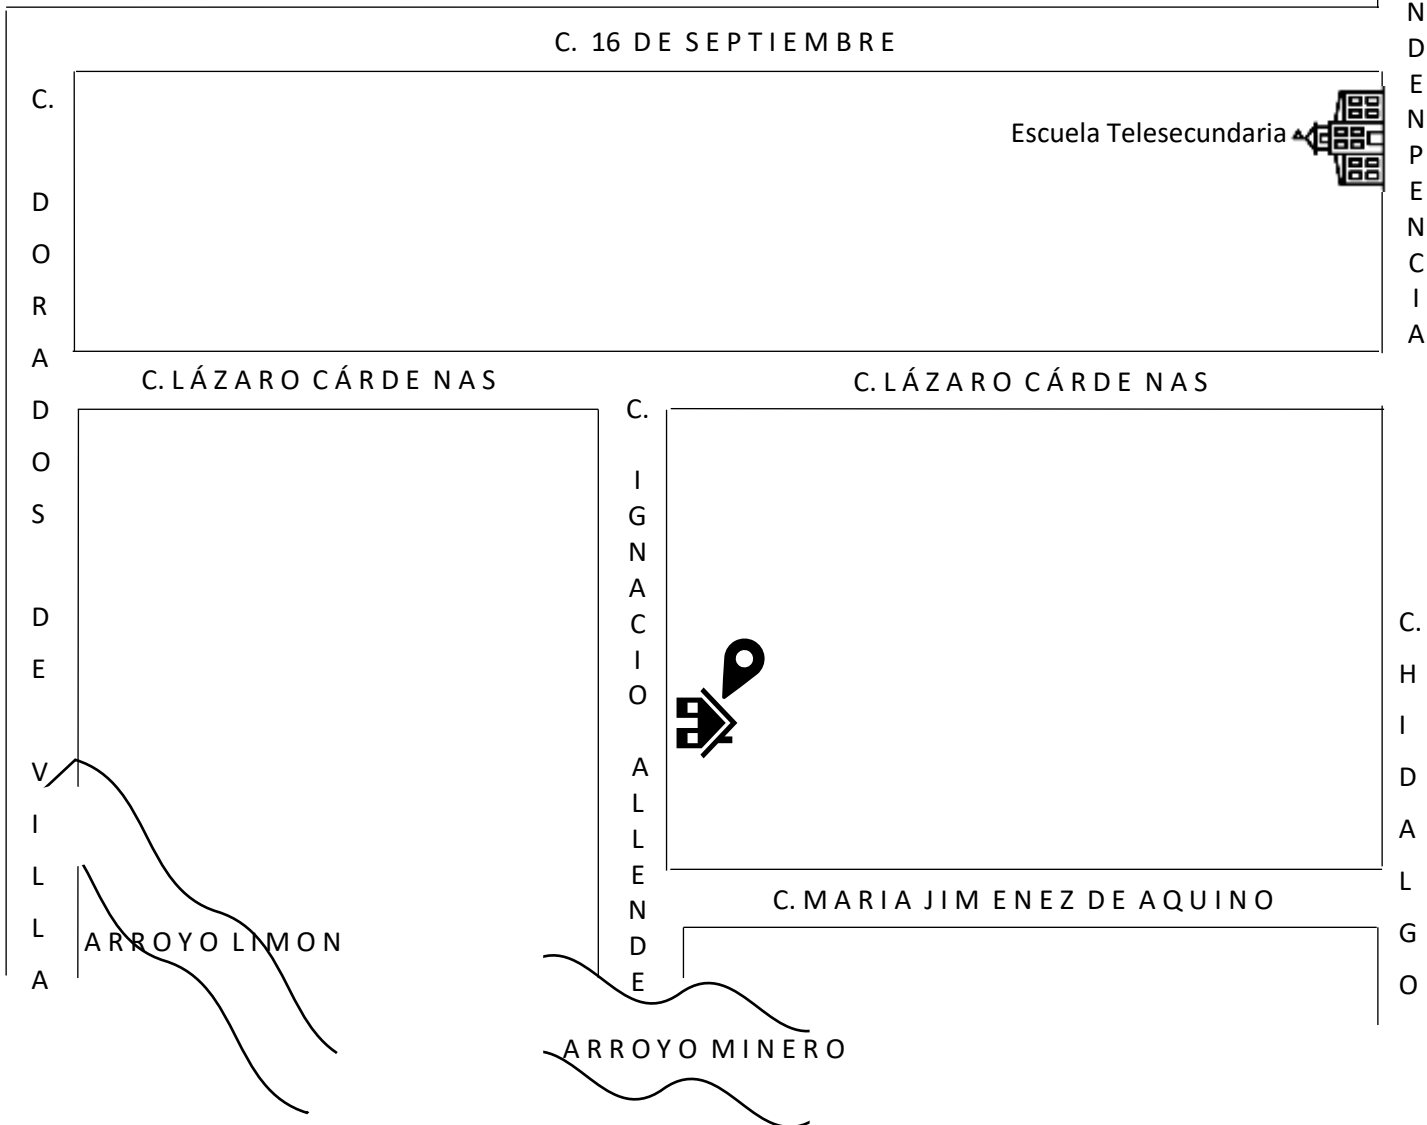 C. 16 DE SEPTIEMBRE
NDENPENCIA
Escuela Telesecundaria
C. DORADOS DE VILLA
C. LÁZARO CÁRDENAS
C. LÁZARO CÁRDENAS
C. IGNACIO ALLENDE
C. HIDALGO
C. MARIA JIMENEZ DE AQUINO
ARROYO LIMON
ARROYO MINERO